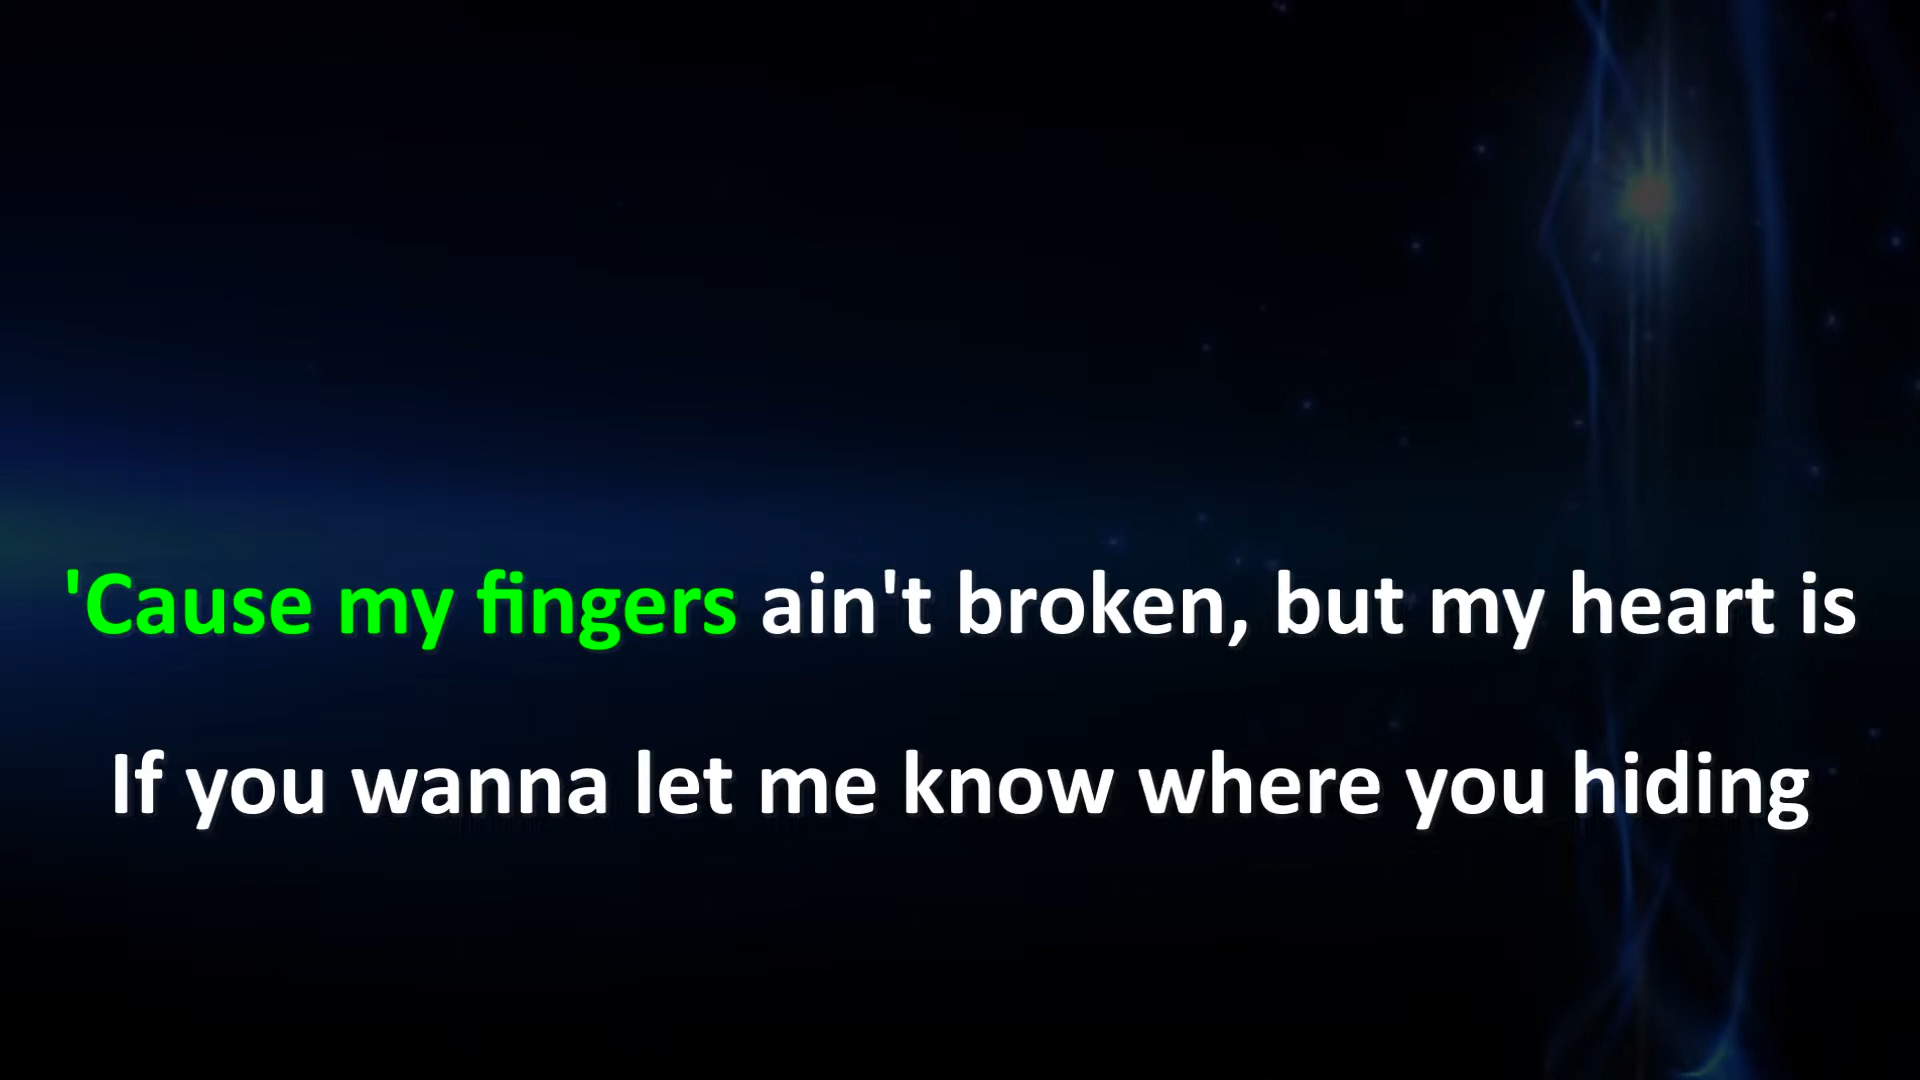 'Cause my fingers ain't broken, but my heart is
If you wanna let me know where you hiding